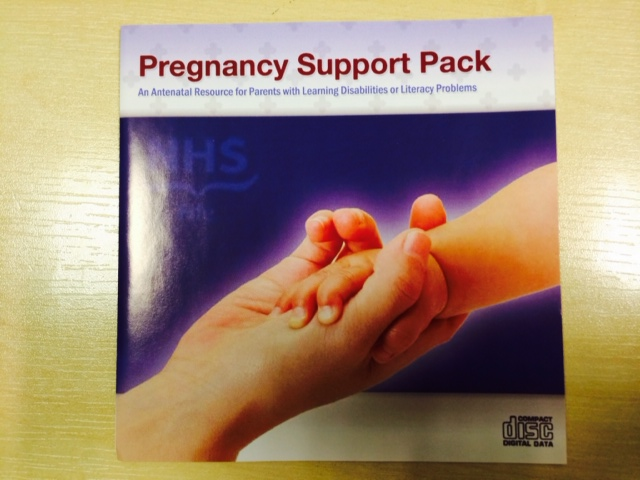 Pregnancy Support Pack
An Antenatal Resource for Parents with Learning Disabilities or Literacy Problems
NHS
COMPACT
disc
DIGITAL DATA